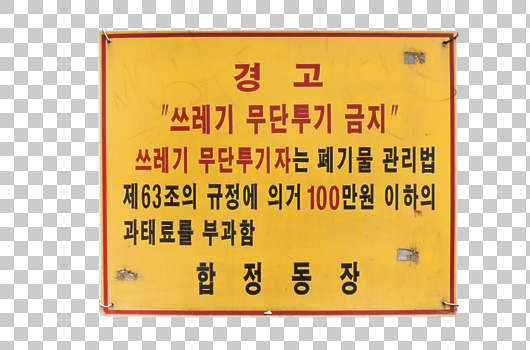 경 고
"쓰레기 무단투기 금지"
쓰레기 무단투기자는 폐기물 관리법
제63조의 규정에 의거 100만원 이하의
과태료를 부과함
합 정 동 장